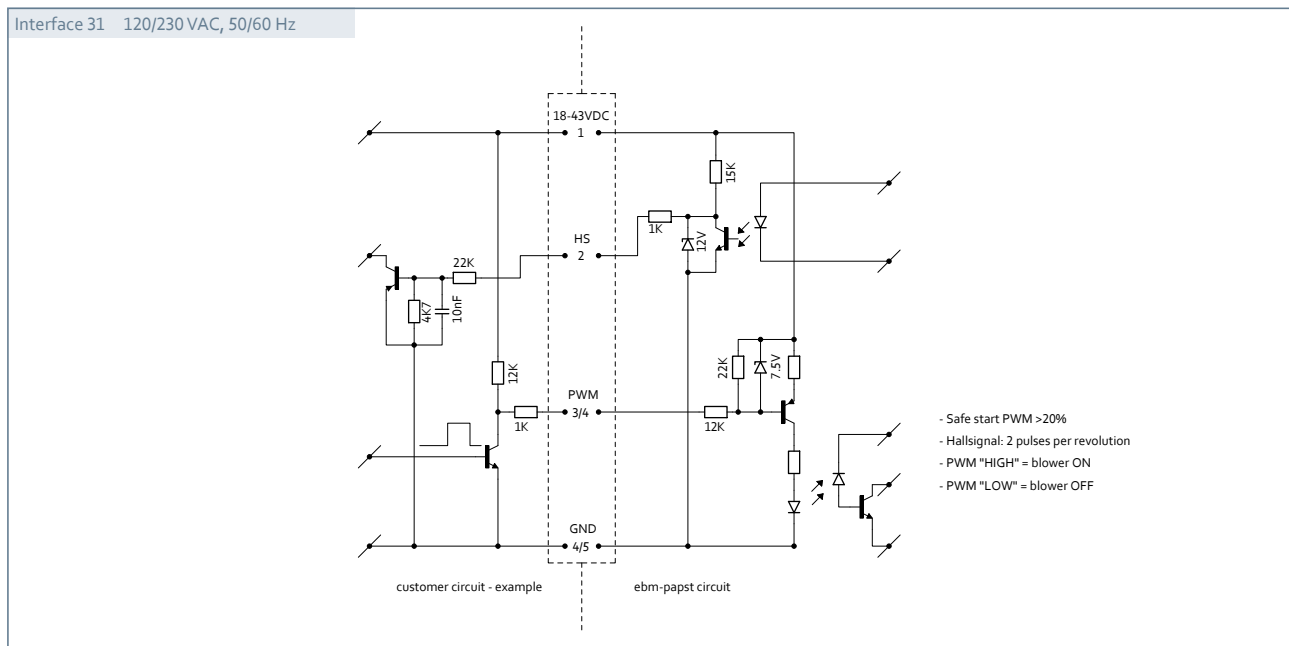 Interface 31 120/230 VAC, 50/60 Hz
18-43VDC
1
15K
1K
12V
HS
2
22K
4K7
10nF
12K
22K
7.5V
PWM
3/4
1K
12K
- Safe start PWM >20%
- Hallsignal: 2 pulses per revolution
- PWM "HIGH" = blower ON
- PWM "LOW" = blower OFF
GND
4/5
customer circuit - example
ebm-papst circuit